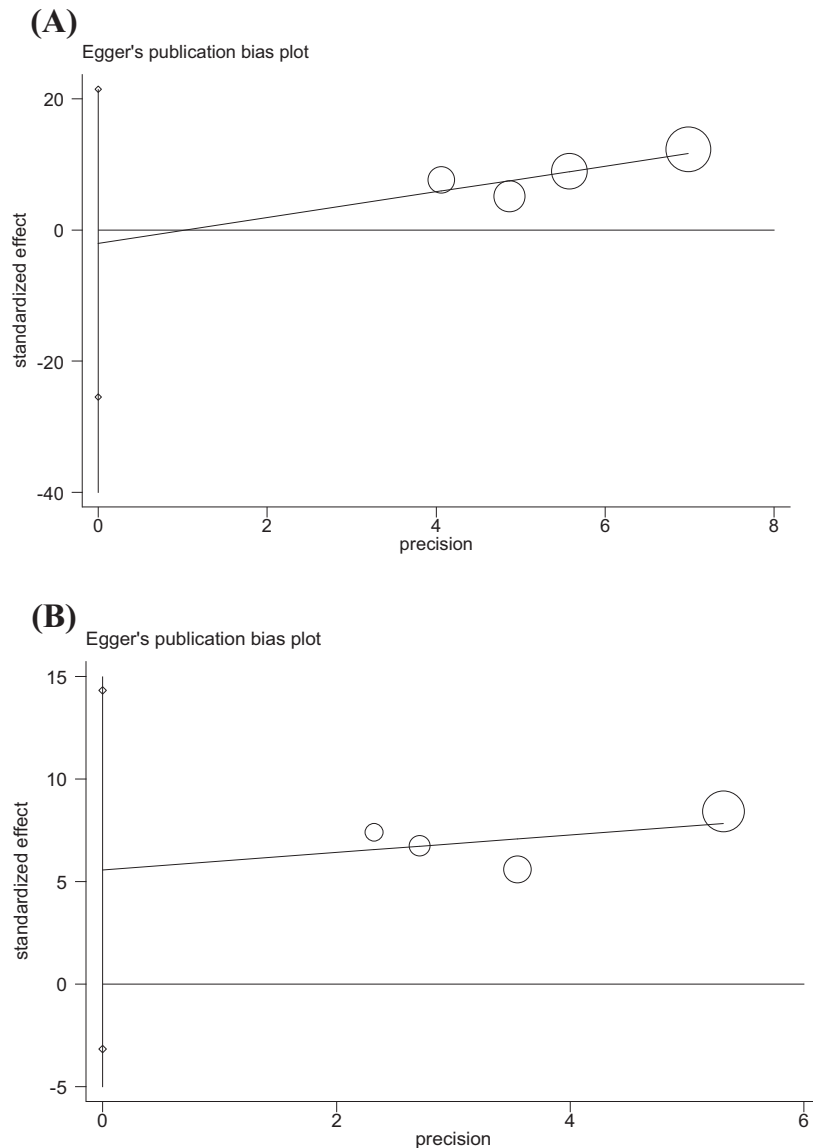 (A)
Egger's publication bias plot
20
0
-20
-40
standardized effect
0 2 4 6 8
precision
(B)
Egger's publication bias plot
15
10
5
0
-5
standardized effect
0 2 4 6
precision